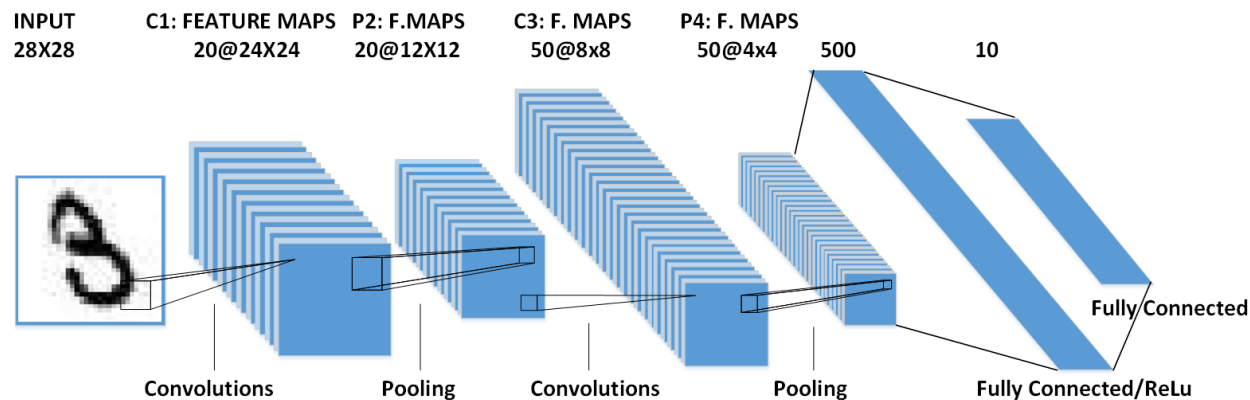 INPUT
28X28
C1: FEATURE MAPS
20@24X24
P2: F.MAPS
20@12X12
C3: F. MAPS
50@8x8
P4: F. MAPS
50@4x4
500
10
Fully Connected
Convolutions
Pooling
Convolutions
Pooling
Fully Connected/ReLu